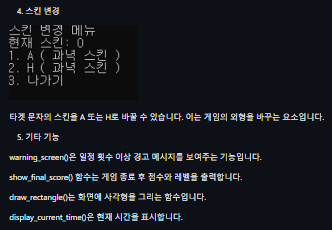 4. 스킨 변경
스킨 변경 메뉴
현재 스킨: 0
1. A ( 과녁 스킨 )
2. H ( 과녁 스킨 )
3. 나가기
타겟 문자의 스킨을 A 또는 H로 바꿀 수 있습니다. 이는 게임의 외형을 바꾸는 요소입니다.
5. 기타 기능
warning_screen()은 일정 횟수 이상 경고 메시지를 보여주는 기능입니다.
show_final_score() 함수는 게임 종료 후 점수와 레벨을 출력합니다.
draw_rectangle()는 화면에 사각형을 그리는 함수입니다.
display_current_time()은 현재 시간을 표시합니다.